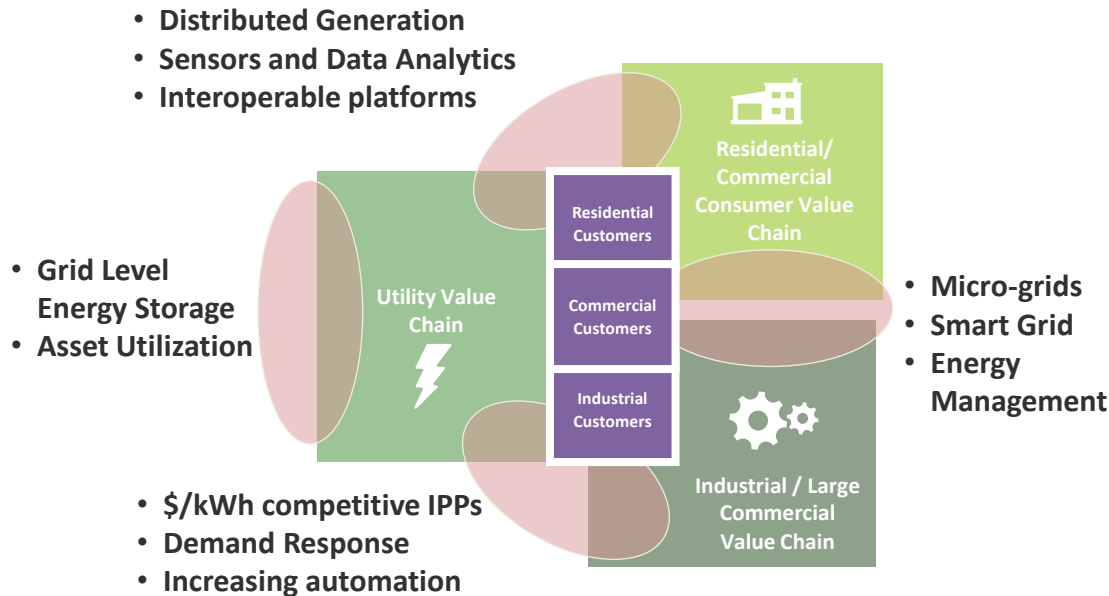 • Distributed Generation
• Sensors and Data Analytics
• Interoperable platforms
Residential/
Commercial
Consumer Value
Chain
Residential
Customers
• Grid Level
Energy Storage
• Asset Utilization
Utility Value
Chain
Commercial
Customers
• Micro-grids
• Smart Grid
• Energy
Management
Industrial
Customers
Industrial / Large
Commercial
Value Chain
• $/kWh competitive IPPs
• Demand Response
• Increasing automation